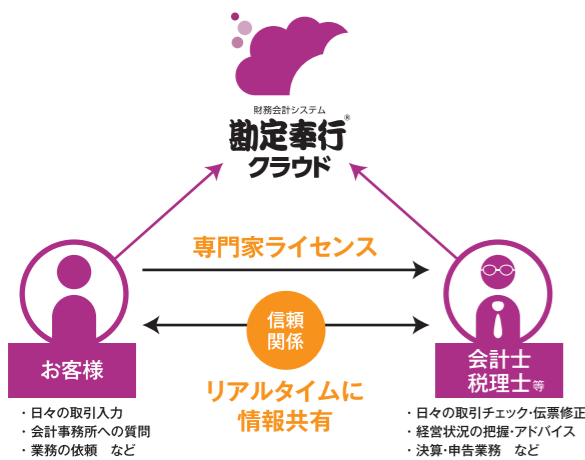 財務会計システム
勘定奉行®
クラウド
専門家ライセンス
信頼
関係
リアルタイムに
情報共有
お客様
・日々の取引入力
・会計事務所への質問
・業務の依頼 など
会計士
税理士等
・日々の取引チェック・伝票修正
・経営状況の把握・アドバイス
・決算・申告業務 など